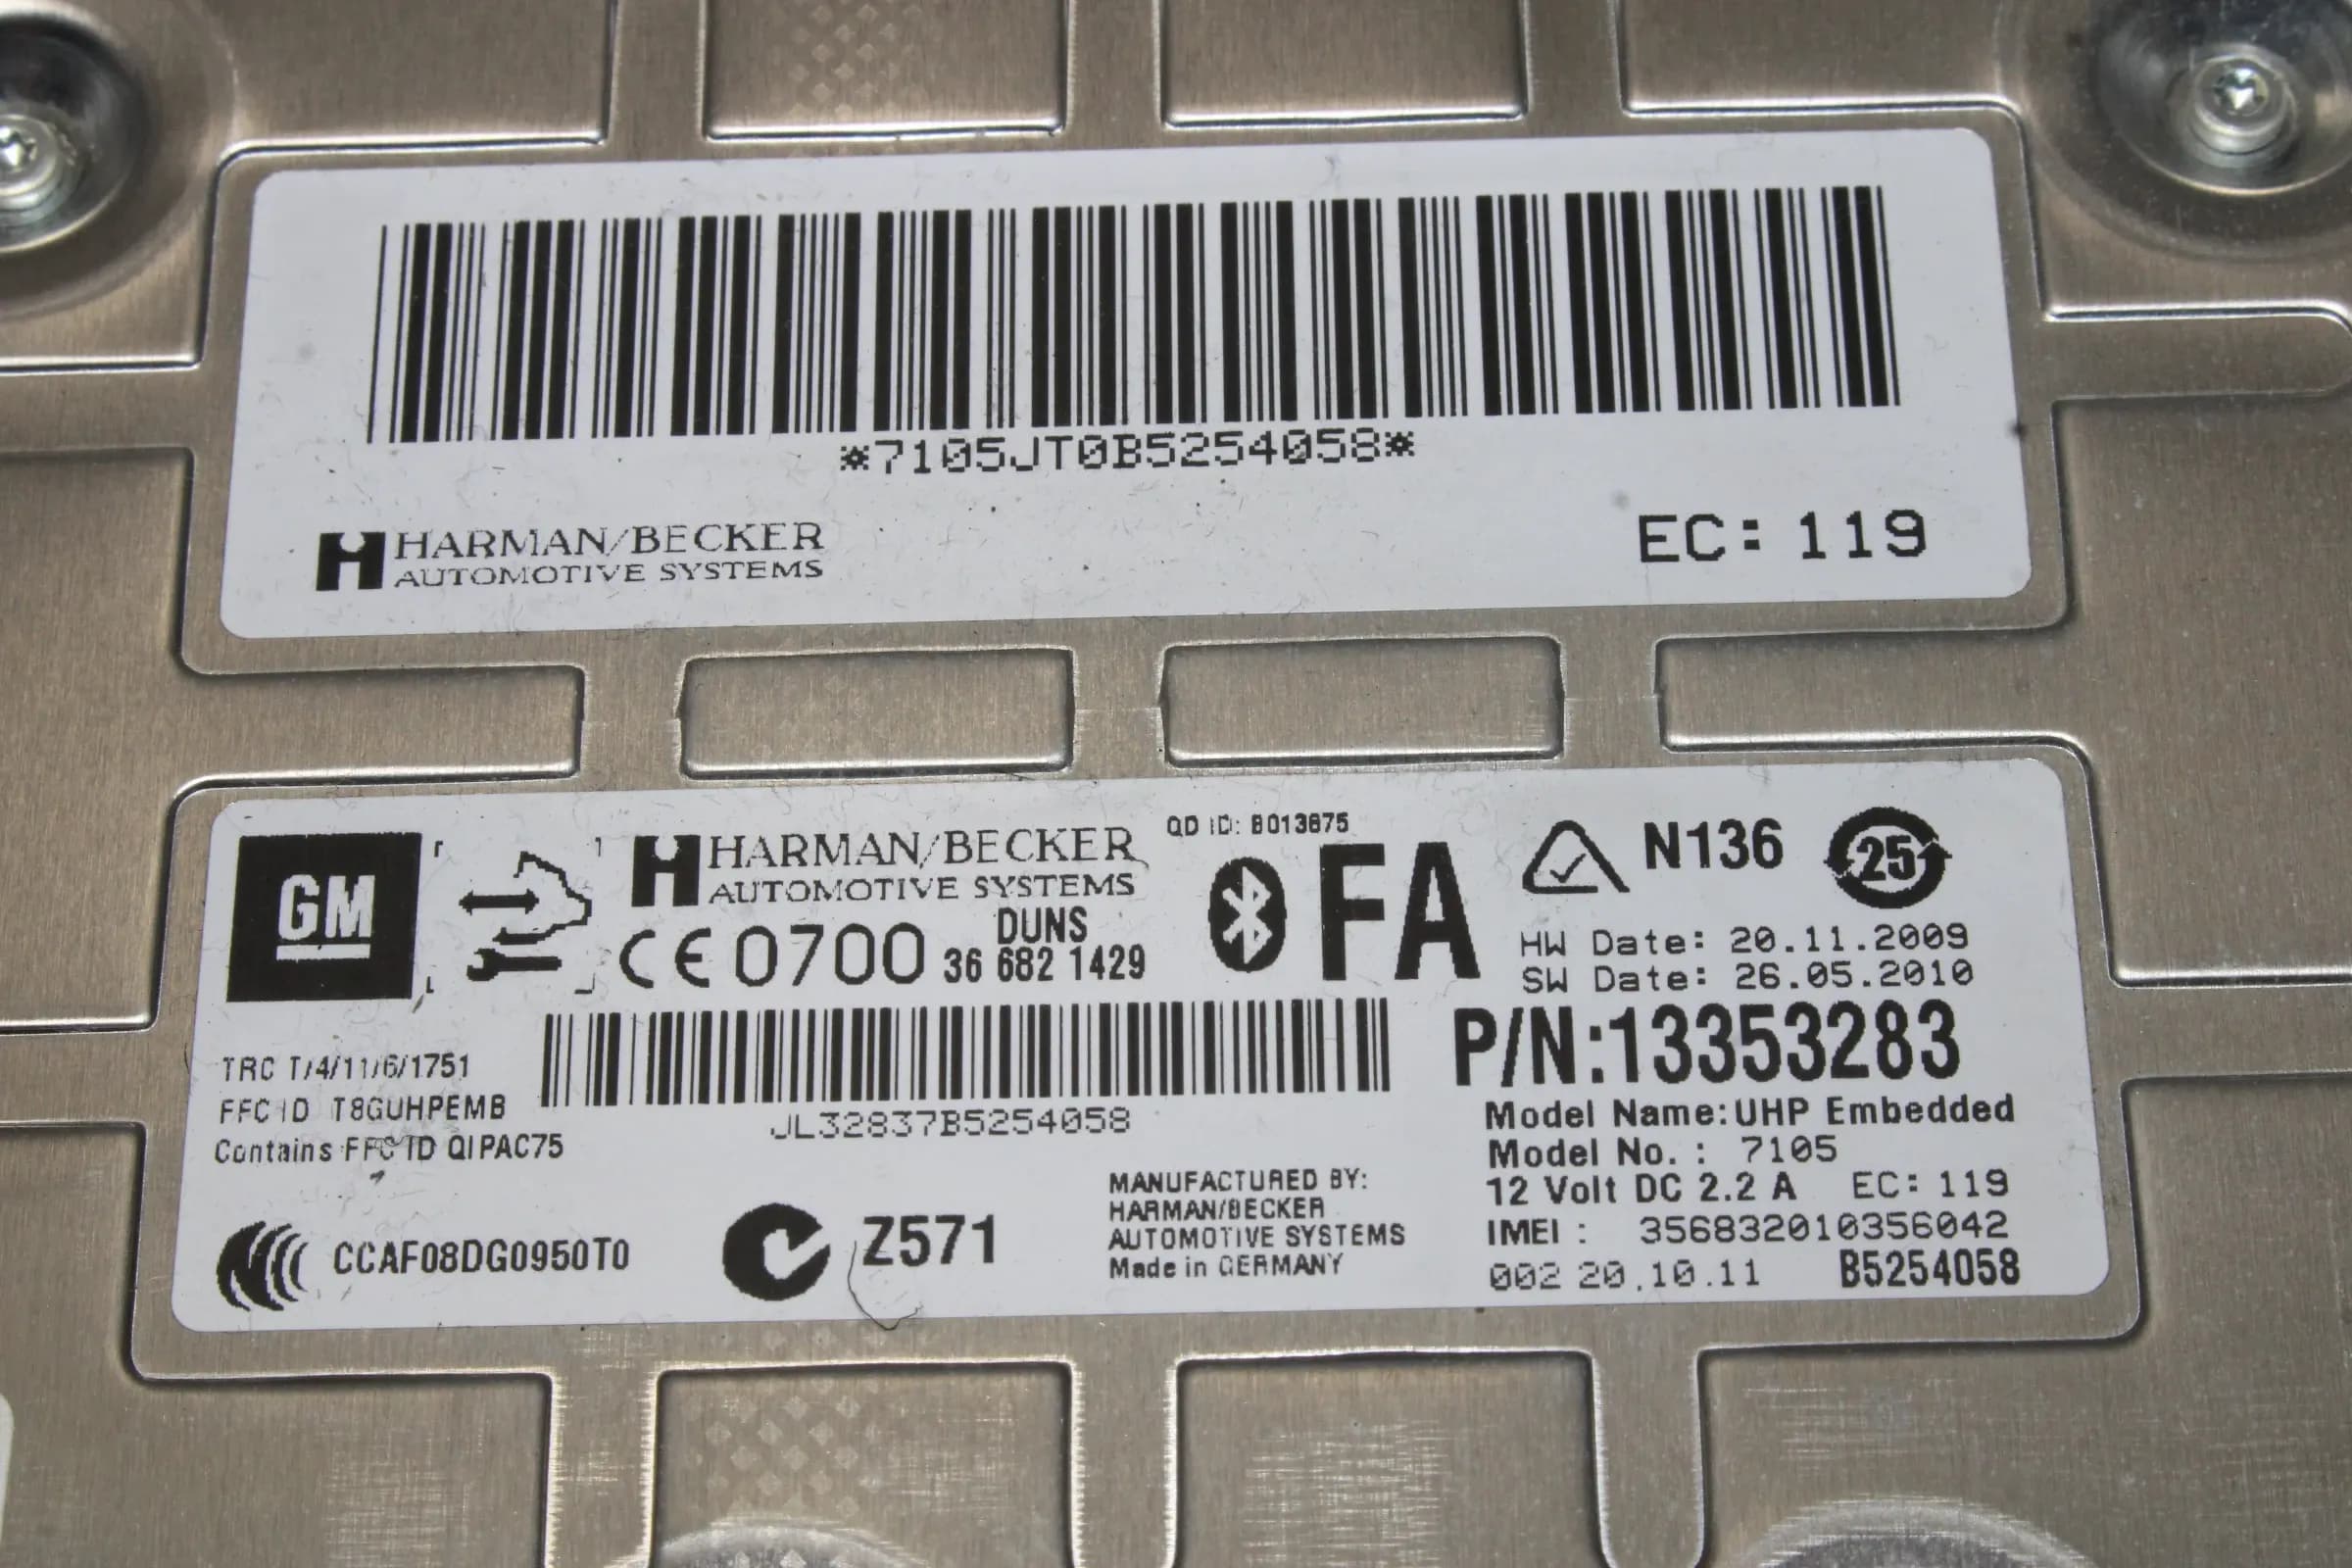 *7105JT0B5254058*
HARMAN/BECKER
AUTOMOTIVE SYSTEMS
EC: 119
GM
HARMAN/BECKER
AUTOMOTIVE SYSTEMS
CE 0700
DUNS
36 682 1429
QD ID: B013675
FA
N136
25
HW Date: 20.11.2009
SW Date: 26.05.2010
P/N:13353283
TRC T/4/11/6/1751
FFC ID T8GUHPEMB
Contains FFC ID QIPAC75
JL32837B5254058
Model Name: UHP Embedded
Model No. : 7105
12 Volt DC 2.2 A EC: 119
IMEI : 356832010356042
002 20.10.11 B5254058
CCAF08DG0950T0
Z571
MANUFACTURED BY:
HARMAN/BECKER
AUTOMOTIVE SYSTEMS
Made in GERMANY